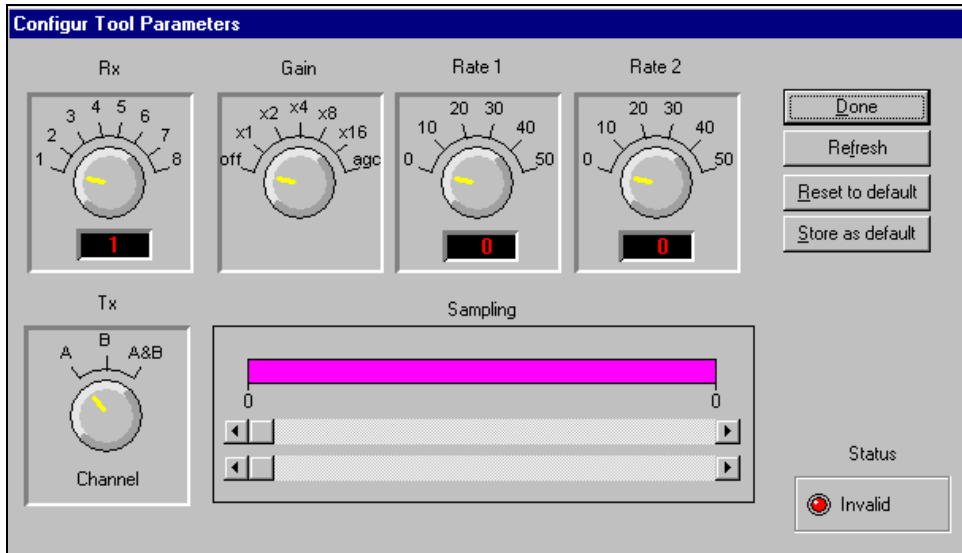 Configur Tool Parameters
Rx
Gain
Rate 1
Rate 2
1 2 3 4 5 6 7 8
off x1 x2 x4 x8 x16 agc
0 10 20 30 40 50
0 10 20 30 40 50
1
0
0
Done
Refresh
Reset to default
Store as default
Tx
A B A&B
Channel
Sampling
0 0
Status
Invalid